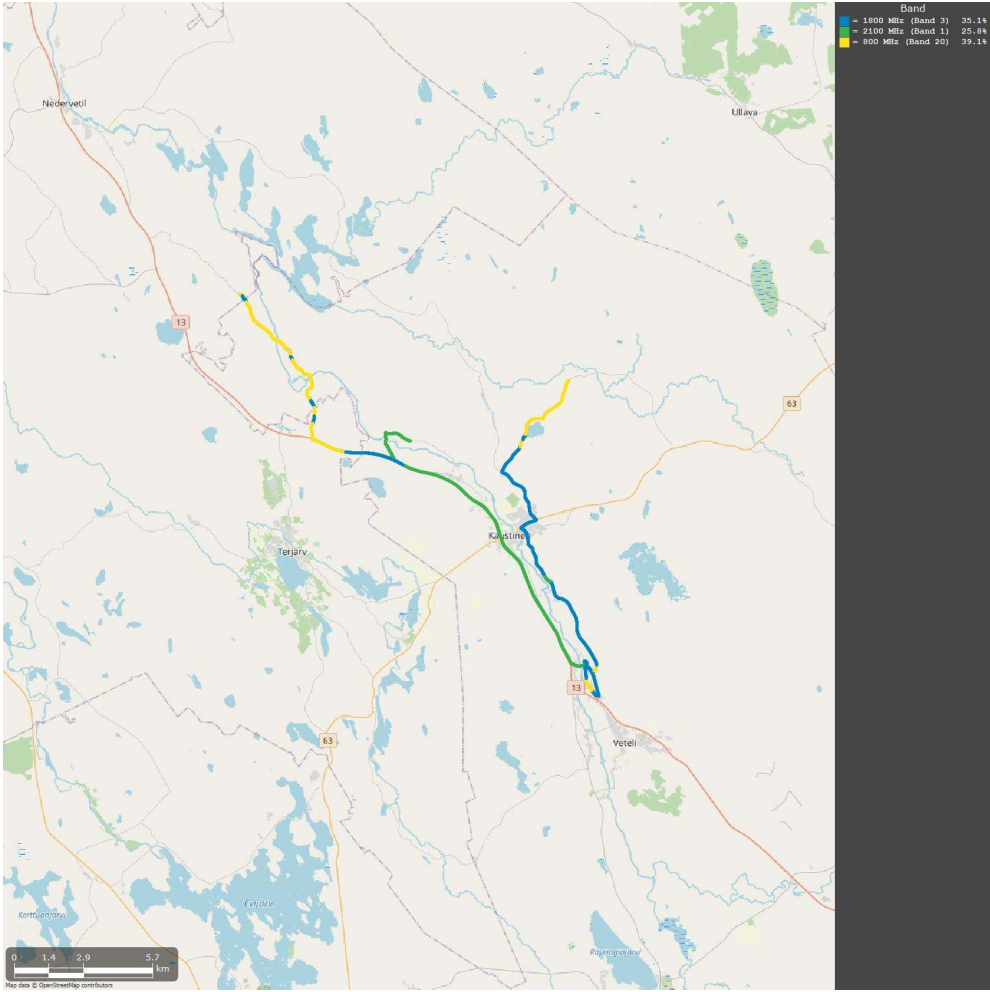 Band
= 1800 MHz (Band 3) 35.1%
= 2100 MHz (Band 1) 25.8%
= 800 MHz (Band 20) 39.1%
Nedervetil
Ullava
13
63
Terjärv
Kaustinen
13
63
Veteli
Evijärvi
Kerttuanjärvi
Räyringinjärvi
0 1.4 2.9 5.7
km
Map data © OpenStreetMap contributors